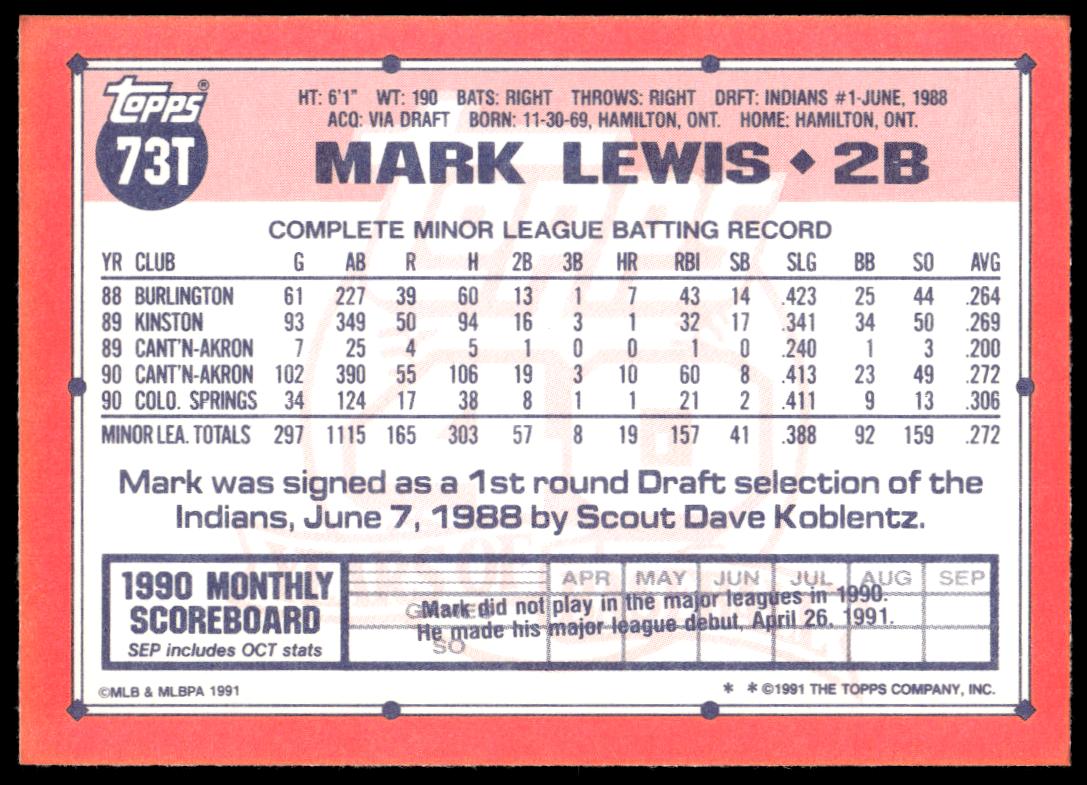 Topps®
73T
HT: 6'1" WT: 190 BATS: RIGHT THROWS: RIGHT DRFT: INDIANS #1-JUNE, 1988
ACQ: VIA DRAFT BORN: 11-30-69, HAMILTON, ONT. HOME: HAMILTON, ONT.
MARK LEWIS ◆ 2B
COMPLETE MINOR LEAGUE BATTING RECORD
YR CLUB G AB R H 2B 3B HR RBI SB SLG BB SO AVG
88 BURLINGTON 61 227 39 60 13 1 7 43 14 .423 25 44 .264
89 KINSTON 93 349 50 94 16 3 1 32 17 .341 34 50 .269
89 CANT'N-AKRON 7 25 4 5 1 0 0 1 0 .240 1 3 .200
90 CANT'N-AKRON 102 390 55 106 19 3 10 60 8 .413 23 49 .272
90 COLO. SPRINGS 34 124 17 38 8 1 1 21 2 .411 9 13 .306
MINOR LEA. TOTALS 297 1115 165 303 57 8 19 157 41 .388 92 159 .272
Mark was signed as a 1st round Draft selection of the
Indians, June 7, 1988 by Scout Dave Koblentz.
1990 MONTHLY
SCOREBOARD
SEP includes OCT stats
APR MAY JUN JUL AUG SEP
Mark did not play in the major leagues in 1990.
He made his major league debut, April 26, 1991.
SO
©MLB & MLBPA 1991
* * ©1991 THE TOPPS COMPANY, INC.